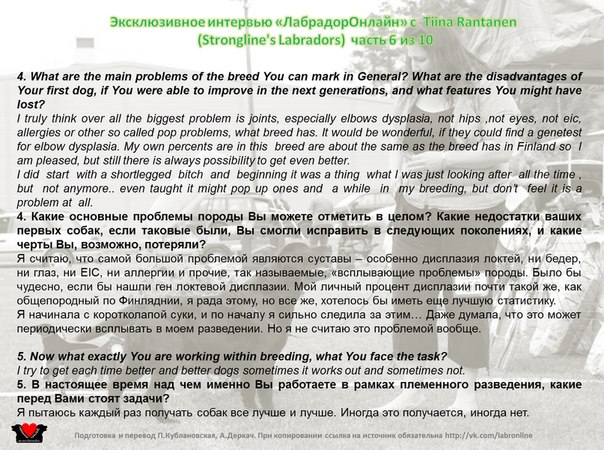 Эксклюзивное интервью «ЛабрадорОнлайн» с Tiina Rantanen
(Strongline's Labradors) часть 6 из 10
4. What are the main problems of the breed You can mark in General? What are the disadvantages of
Your first dog, if You were able to improve in the next generations, and what features You might have
lost?
I truly think over all the biggest problem is joints, especially elbows dysplasia, not hips ,not eyes, not eic,
allergies or other so called pop problems, what breed has. It would be wonderful, if they could find a genetest
for elbow dysplasia. My own percents are in this breed are about the same as the breed has in Finland so I
am pleased, but still there is always possibility to get even better.
I did start with a shortlegged bitch and beginning it was a thing what I was just looking after all the time ,
but not anymore.. even taught it might pop up ones and a while in my breeding, but don't feel it is a
problem at all.
4. Какие основные проблемы породы Вы можете отметить в целом? Какие недостатки ваших
первых собак, если таковые были, Вы смогли исправить в следующих поколениях, и какие
черты Вы, возможно, потеряли?
Я считаю, что самой большой проблемой являются суставы – особенно дисплазия локтей, ни бедер,
ни глаз, ни EIC, ни аллергии и прочие, так называемые, «всплывающие проблемы» породы. Было бы
чудесно, если бы нашли ген локтевой дисплазии. Мой личный процент дисплазии почти такой же, как
общепородный по Финляндии, я рада этому, но все же, хотелось бы иметь еще лучшую статистику.
Я начинала с коротколапой суки, и по началу я сильно следила за этим… Даже думала, что это может
периодически всплывать в моем разведении. Но я не считаю это проблемой вообще.
5. Now what exactly You are working within breeding, what You face the task?
I try to get each time better and better dogs sometimes it works out and sometimes not.
5. В настоящее время над чем именно Вы работаете в рамках племенного разведения, какие
перед Вами стоят задачи?
Я пытаюсь каждый раз получать собак все лучше и лучше. Иногда это получается, иногда нет.
Подготовка и перевод П.Кублановская, А.Деркач. При копировании ссылка на источник обязательна http://vk.com/labronline